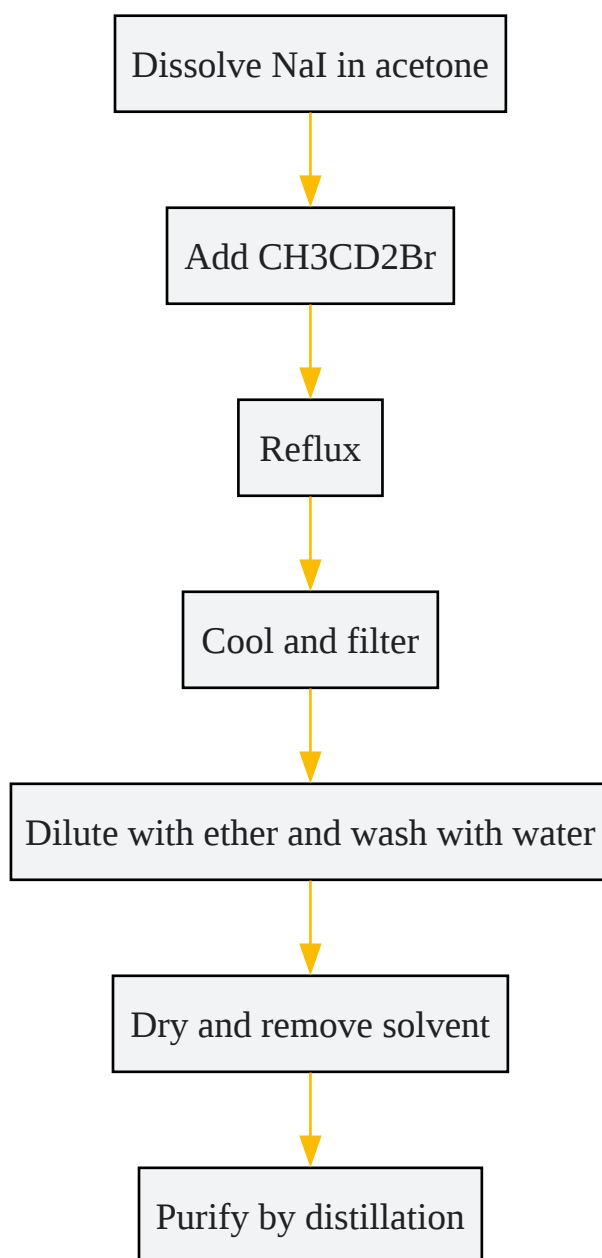 Dissolve NaI in acetone
Add CH3CD2Br
Reflux
Cool and filter
Dilute with ether and wash with water
Dry and remove solvent
Purify by distillation